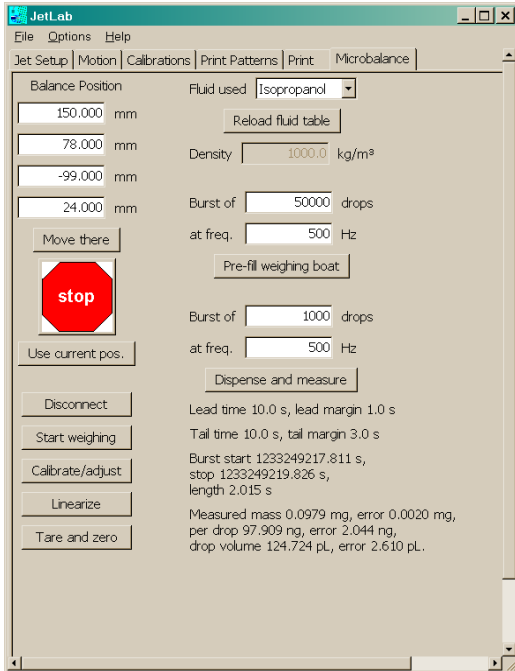 JetLab
File Options Help
Jet Setup Motion Calibrations Print Patterns Print Microbalance
Balance Position
150.000 mm
78.000 mm
-99.000 mm
24.000 mm
Move there
stop
Use current pos.
Disconnect
Start weighing
Calibrate/adjust
Linearize
Tare and zero
Fluid used Isopropanol
Reload fluid table
Density 1000.0 kg/m³
Burst of 50000 drops
at freq. 500 Hz
Pre-fill weighing boat
Burst of 1000 drops
at freq. 500 Hz
Dispense and measure
Lead time 10.0 s, lead margin 1.0 s
Tail time 10.0 s, tail margin 3.0 s
Burst start 1233249217.811 s,
stop 1233249219.826 s,
length 2.015 s
Measured mass 0.0979 mg, error 0.0020 mg,
per drop 97.909 ng, error 2.044 ng,
drop volume 124.724 pL, error 2.610 pL.